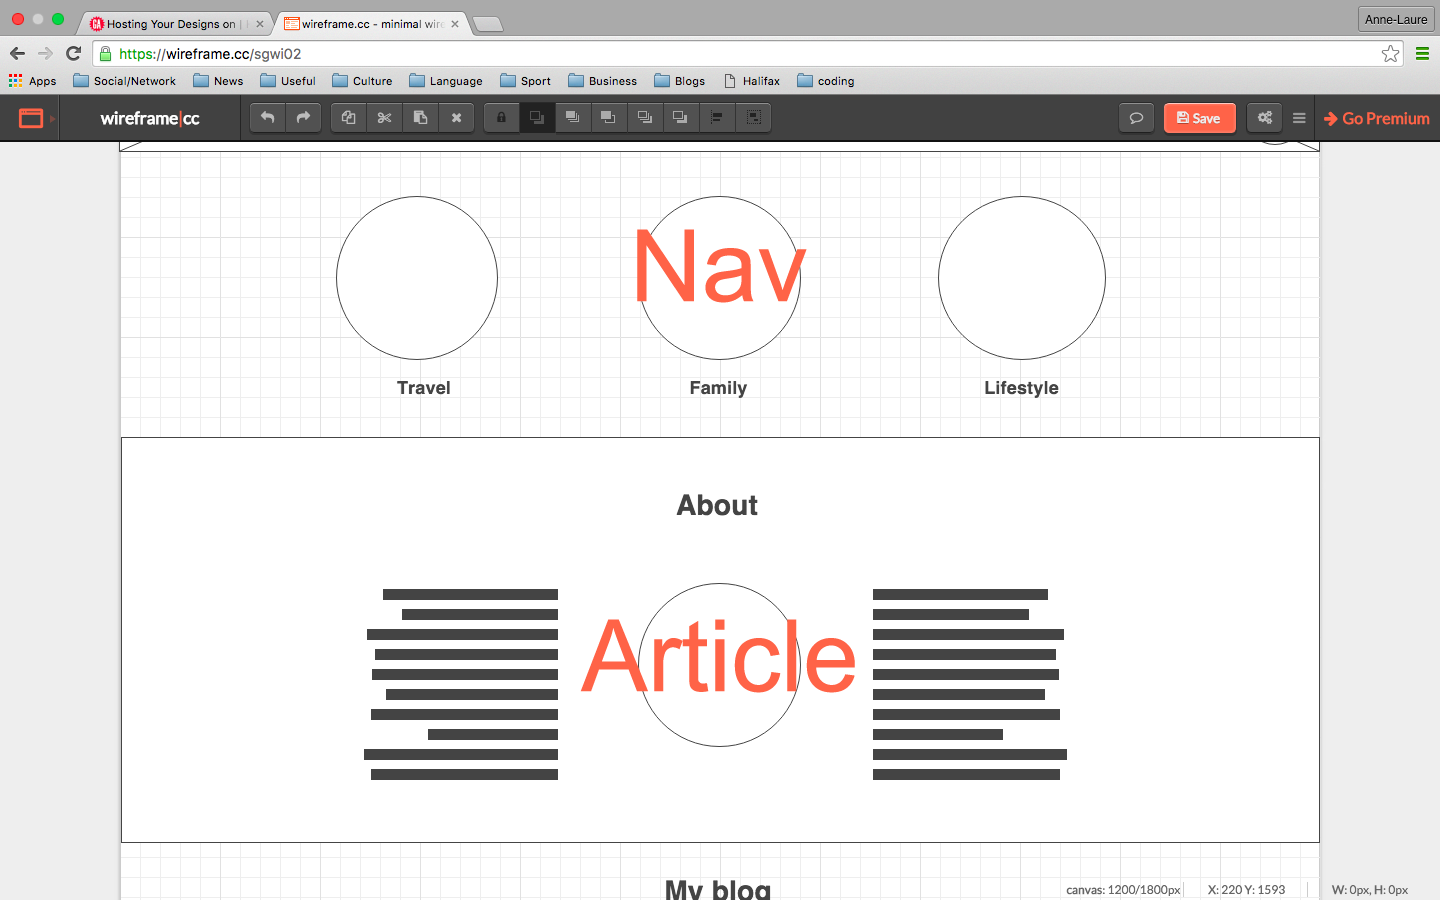 Hosting Your Designs on |
wireframe.cc - minimal wire
Anne-Laure
https://wireframe.cc/sgwi02
Apps Social/Network News Useful Culture Language Sport Business Blogs Halifax coding
wireframe|cc Save Go Premium
Nav
Travel Family Lifestyle
About
Article
My blog
canvas: 1200/1800px X: 220 Y: 1593 W: 0px, H: 0px